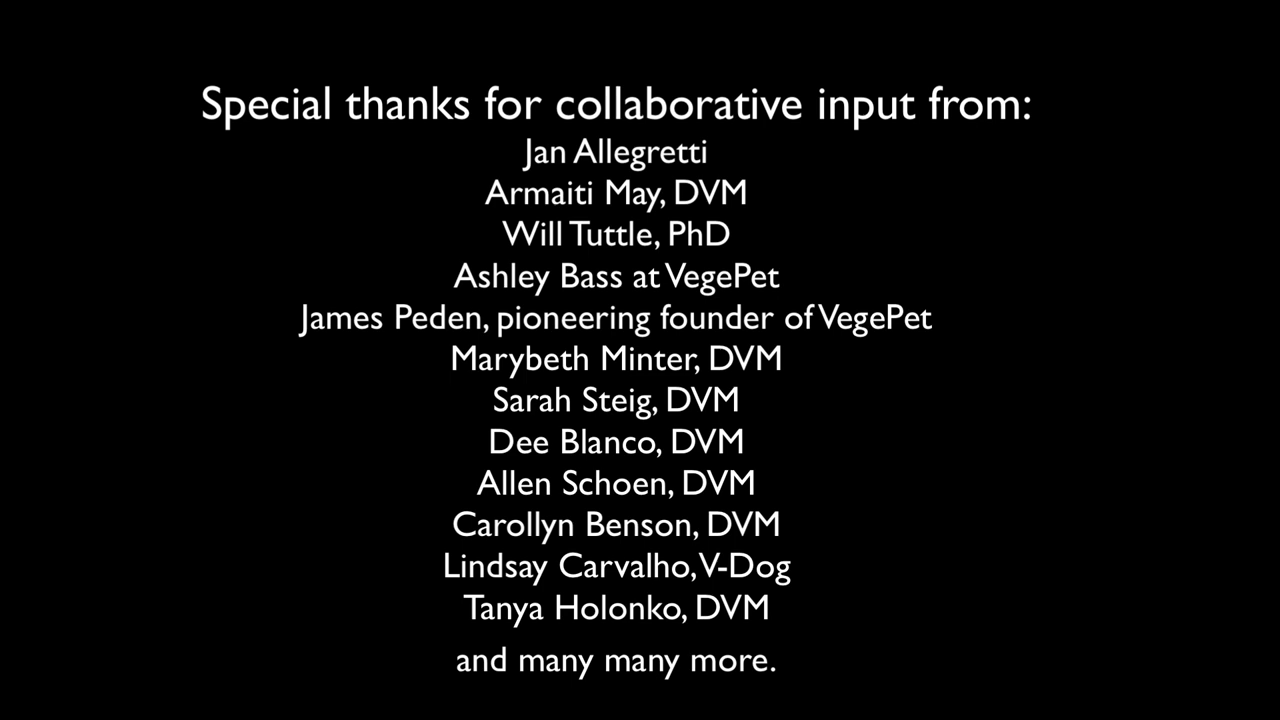 Special thanks for collaborative input from:
Jan Allegretti
Armaiti May, DVM
Will Tuttle, PhD
Ashley Bass at VegePet
James Peden, pioneering founder of VegePet
Marybeth Minter, DVM
Sarah Steig, DVM
Dee Blanco, DVM
Allen Schoen, DVM
Carollyn Benson, DVM
Lindsay Carvalho, V-Dog
Tanya Holonko, DVM
and many many more.